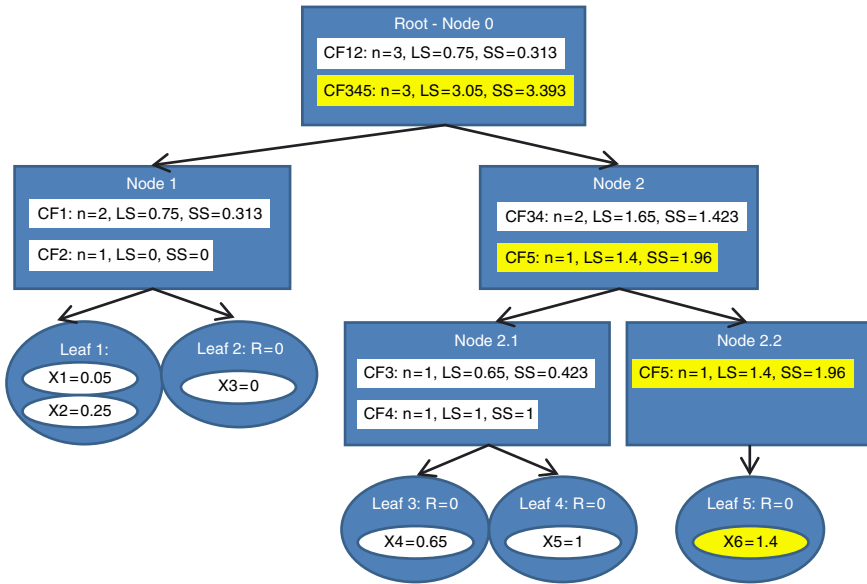 Root - Node 0
CF12: n=3, LS=0.75, SS=0.313
CF345: n=3, LS=3.05, SS=3.393
Node 1
CF1: n=2, LS=0.75, SS=0.313
CF2: n=1, LS=0, SS=0
Node 2
CF34: n=2, LS=1.65, SS=1.423
CF5: n=1, LS=1.4, SS=1.96
Leaf 1:
X1=0.05
X2=0.25
Leaf 2: R=0
X3=0
Node 2.1
CF3: n=1, LS=0.65, SS=0.423
CF4: n=1, LS=1, SS=1
Node 2.2
CF5: n=1, LS=1.4, SS=1.96
Leaf 3: R=0
X4=0.65
Leaf 4: R=0
X5=1
Leaf 5: R=0
X6=1.4